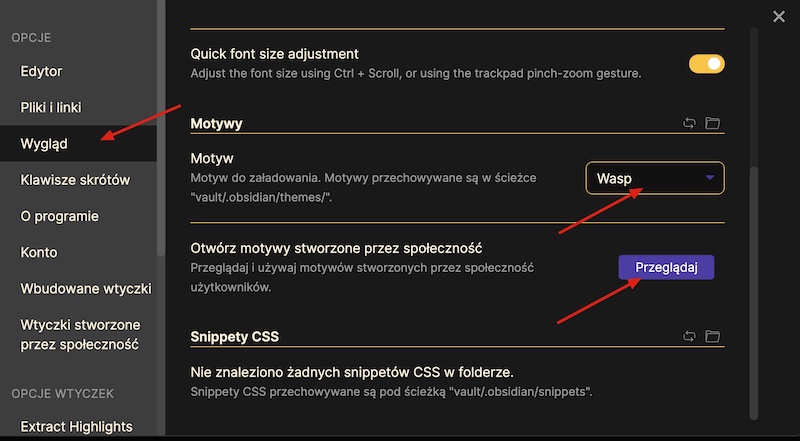 OPCJE
Edytor
Pliki i linki
Wygląd
Klawisze skrótów
O programie
Konto
Wbudowane wtyczki
Wtyczki stworzone
przez społeczność
OPCJE WTYCZEK
Extract Highlights
Quick font size adjustment
Adjust the font size using Ctrl + Scroll, or using the trackpad pinch-zoom gesture.
Motywy
Motyw
Motyw do załadowania. Motywy przechowywane są w ścieżce
"vault/.obsidian/themes/".
Wasp
Otwórz motywy stworzone przez społeczność
Przeglądaj i używaj motywów stworzonych przez społeczność
użytkowników.
Przeglądaj
Snippety CSS
Nie znaleziono żadnych snippetów CSS w folderze.
Snippety CSS przechowywane są pod ścieżką "vault/.obsidian/snippets".